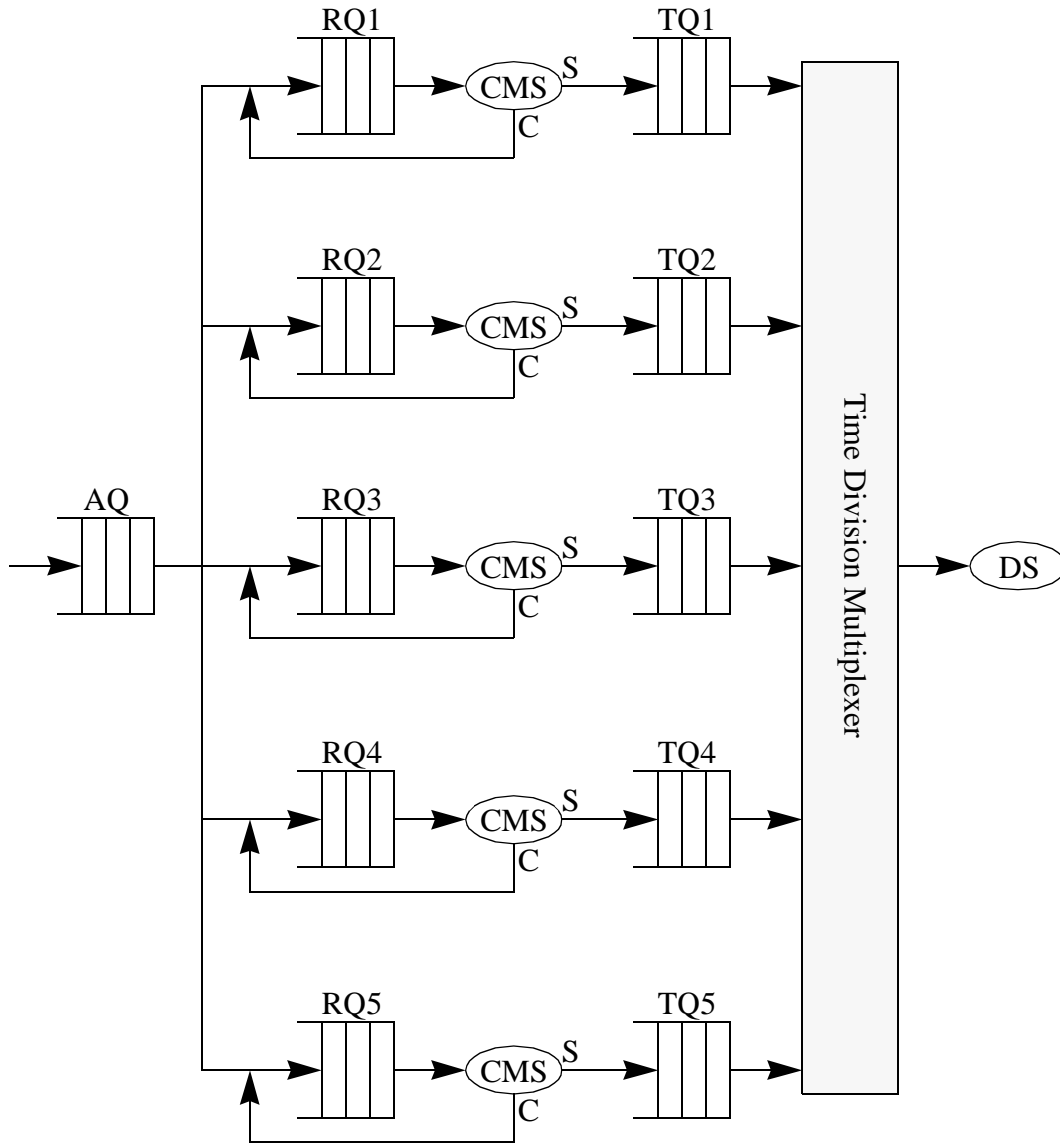 RQ1
TQ1
CMS
S
C
RQ2
TQ2
CMS
S
C
AQ
RQ3
TQ3
CMS
S
C
Time Division Multiplexer
DS
RQ4
TQ4
CMS
S
C
RQ5
TQ5
CMS
S
C